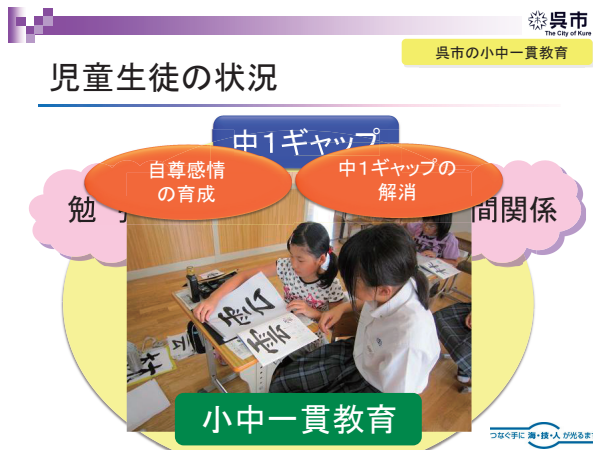 呉市
The City of Kure
呉市の小中一貫教育
児童生徒の状況
中１ギャップ
自尊感情
の育成
中１ギャップの
解消
勉
間関係
小中一貫教育
つなぐ手に 海・技・人 が光るま